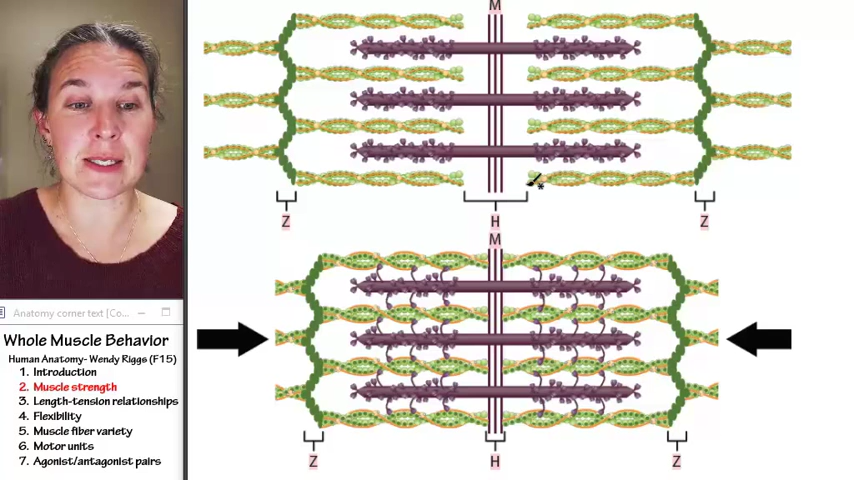 M
Z
H
Z
M
Z
H
Z
Anatomy corner text [Co...
Whole Muscle Behavior
Human Anatomy- Wendy Riggs (F15)
1. Introduction
2. Muscle strength
3. Length-tension relationships
4. Flexibility
5. Muscle fiber variety
6. Motor units
7. Agonist/antagonist pairs